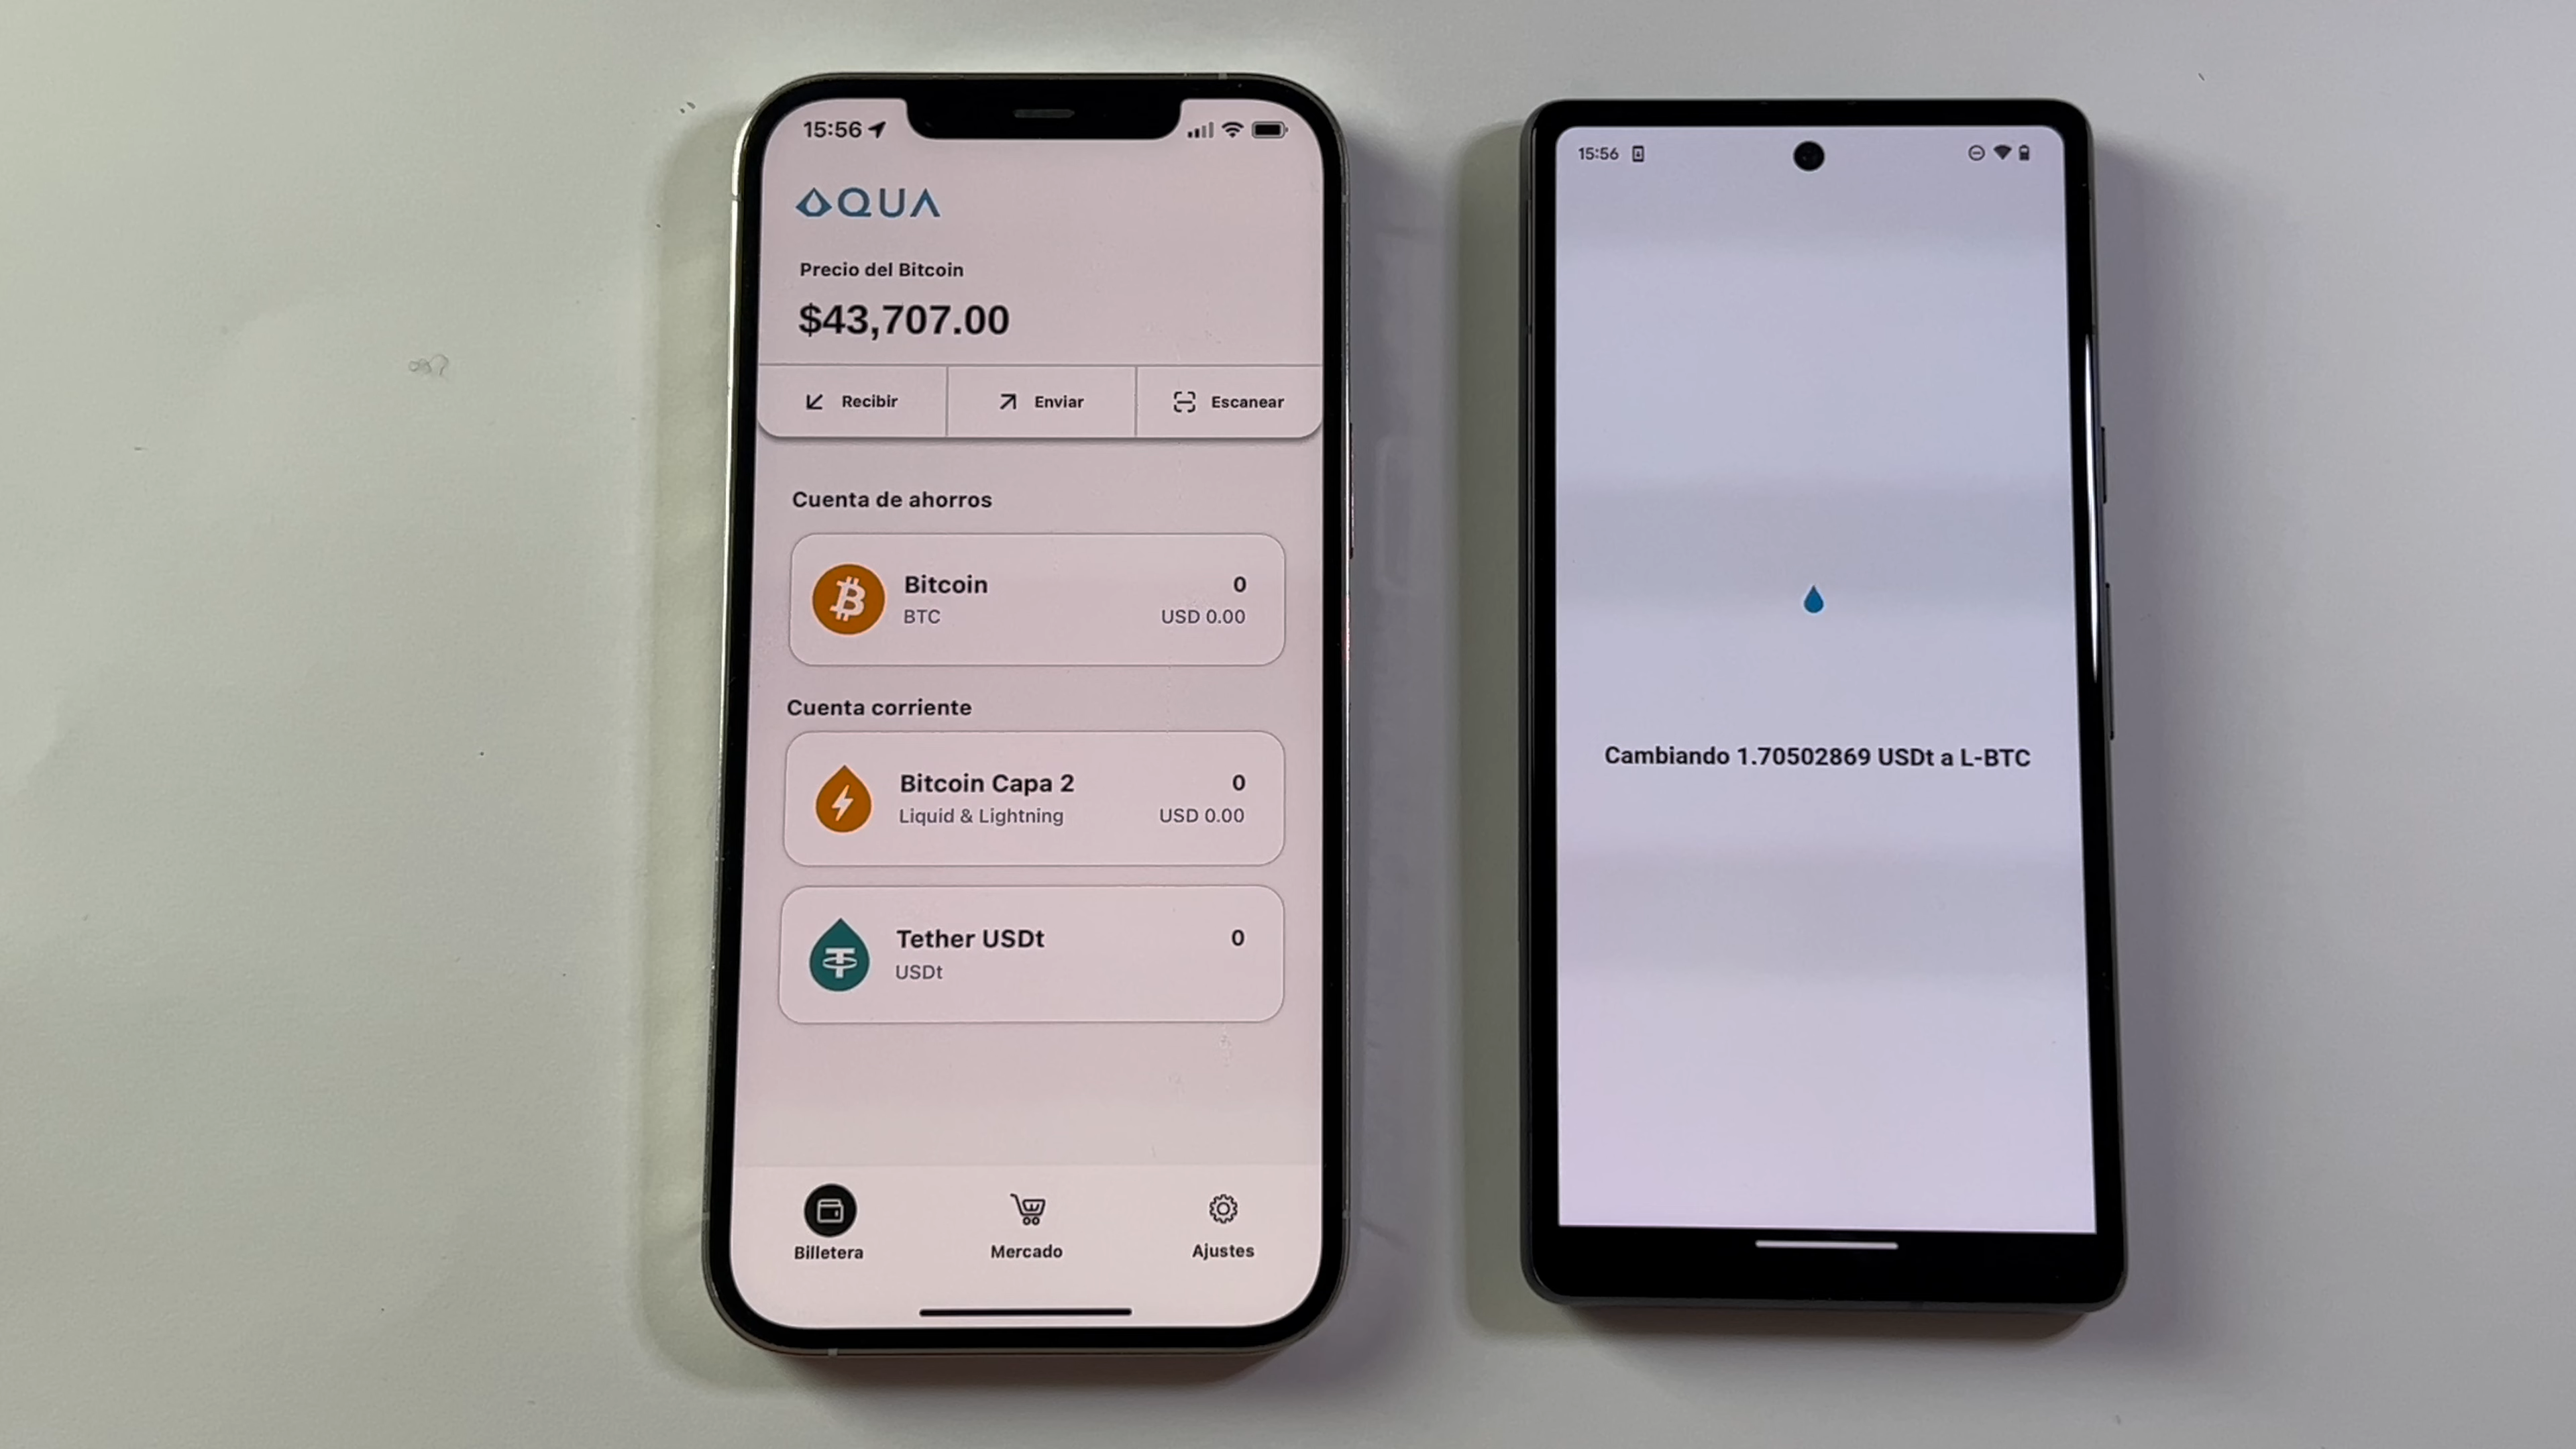 15:56
AQUA
Precio del Bitcoin
$43,707.00
Recibir
Enviar
Escanear
Cuenta de ahorros
Bitcoin
0
BTC
USD 0.00
Cuenta corriente
Bitcoin Capa 2
0
Liquid & Lightning
USD 0.00
Tether USDt
0
USDt
Billetera
Mercado
Ajustes
15:56
Cambiando 1.70502869 USDt a L-BTC